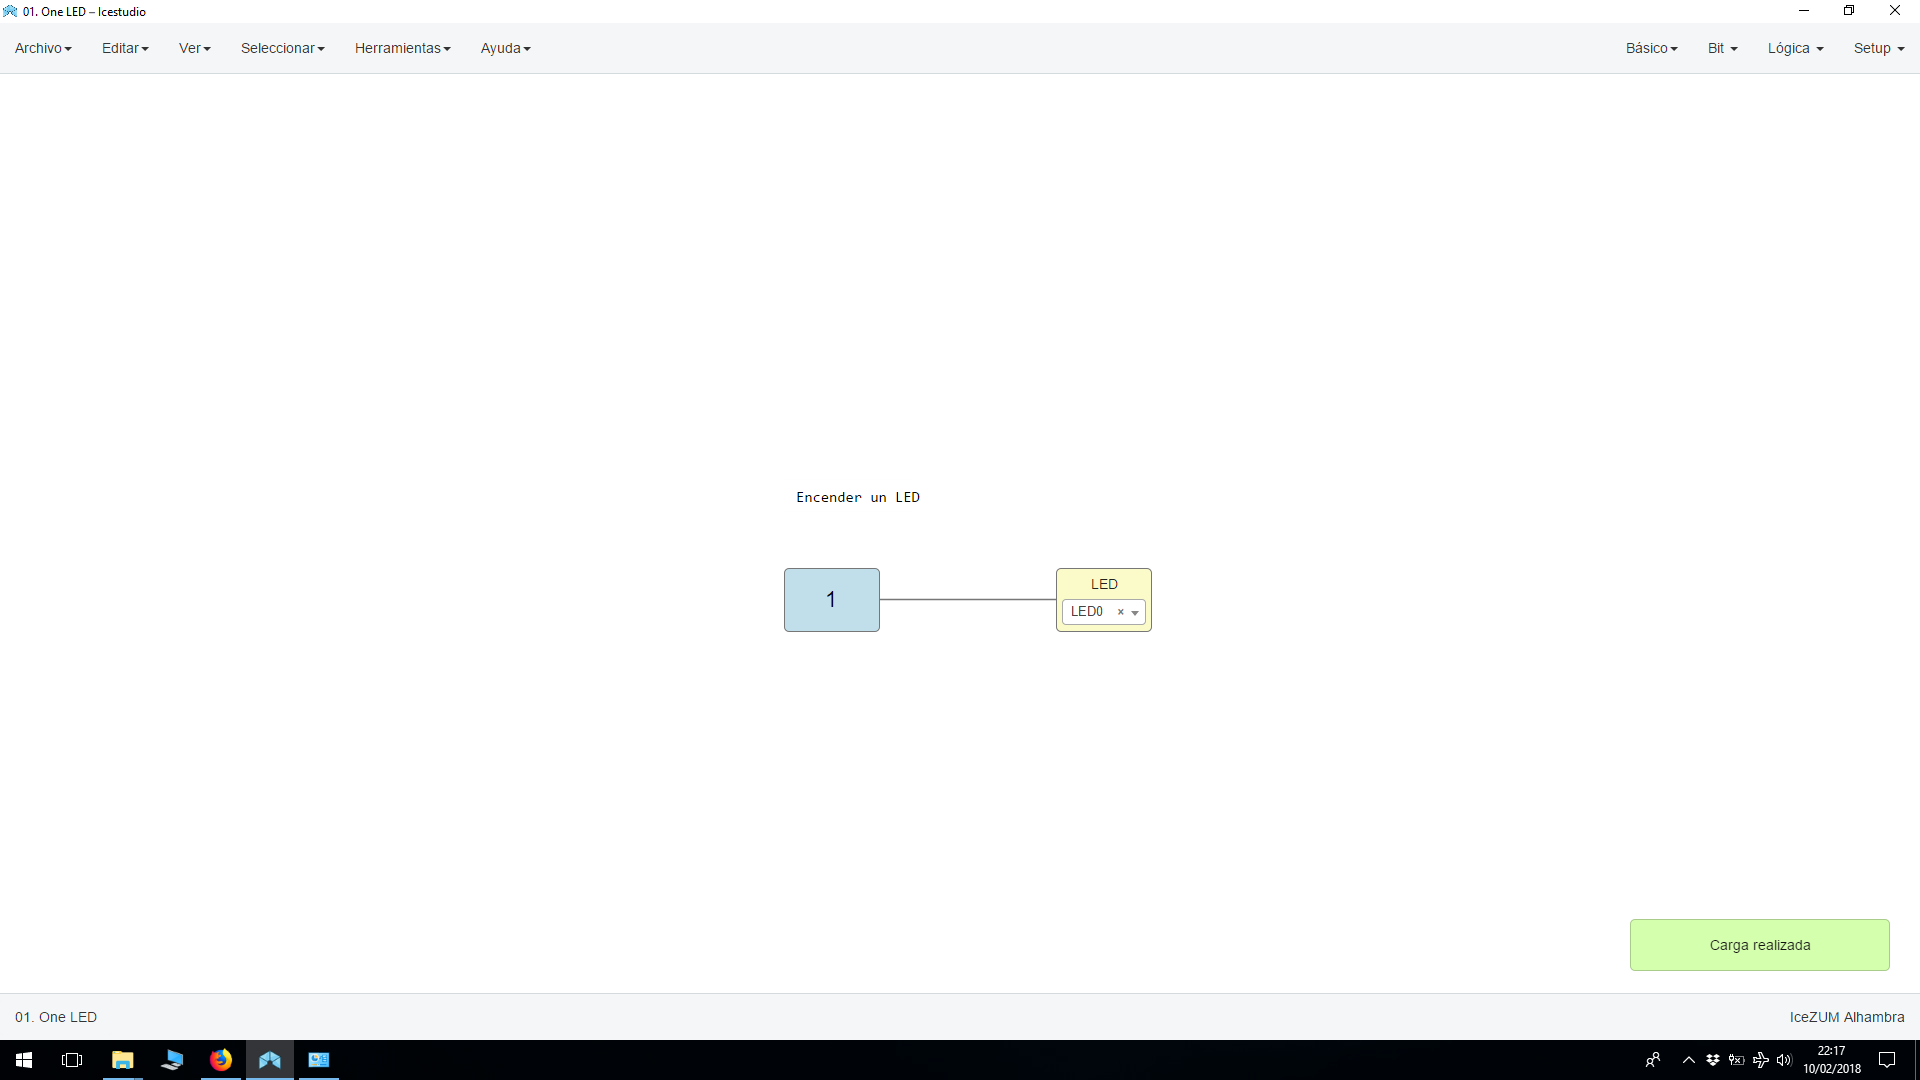 01. One LED – Icestudio
Archivo Editar Ver Seleccionar Herramientas Ayuda Básico Bit Lógica Setup
Encender un LED
1
LED
LED0 ×
Carga realizada
01. One LED IceZUM Alhambra
22:17
10/02/2018